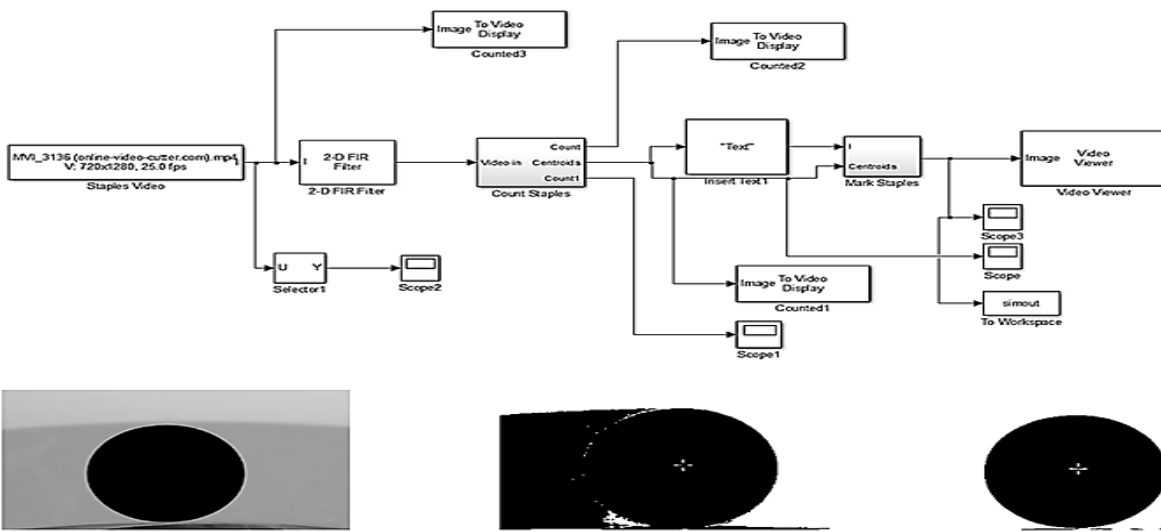 Image To Video Display
Counted3
Image To Video Display
Counted2
MVI_3136 (online-video-cutter.com).mp4
V: 720x1280, 25.0 fps
I
Staples Video
I 2-D FIR Filter
2-D FIR Filter
Video in
Count
Centroids
Count1
Count Staples
"Text"
Insert Text1
I
Centroids
Mark Staples
Image Video Viewer
Video Viewer
Scope3
U Y
Selector1
Scope2
Scope
Image To Video Display
Counted1
simout
To Workspace
Scope1